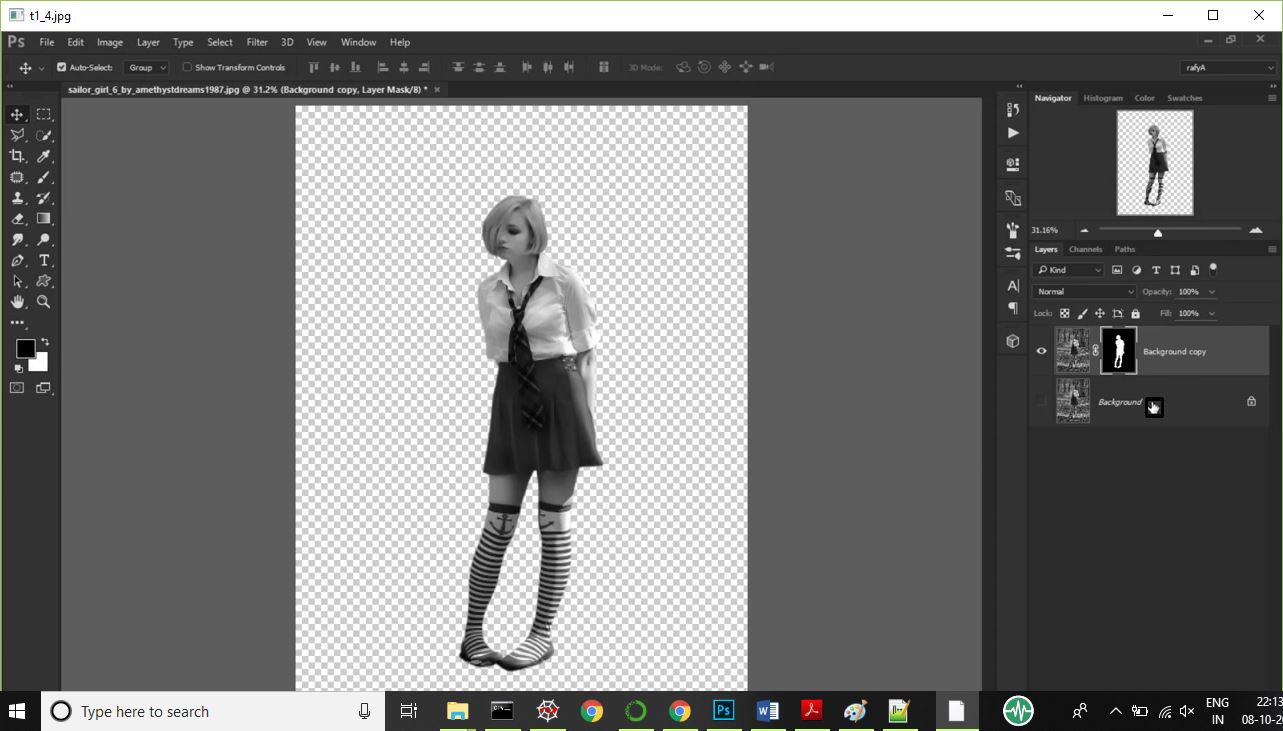 t1_4.jpg
Ps File Edit Image Layer Type Select Filter 3D View Window Help
Auto-Select: Group Show Transform Controls 3D Mode: rafyA
sailor_girl_6_by_amethystdreams1987.jpg @ 31.2% (Background copy, Layer Mask/8) *
Navigator Histogram Color Swatches
31.16%
Layers Channels Paths
Kind
Normal Opacity: 100%
Lock: Fill: 100%
Background copy
Background
Type here to search
Ps
ENG
IN
22:13
08-10-20